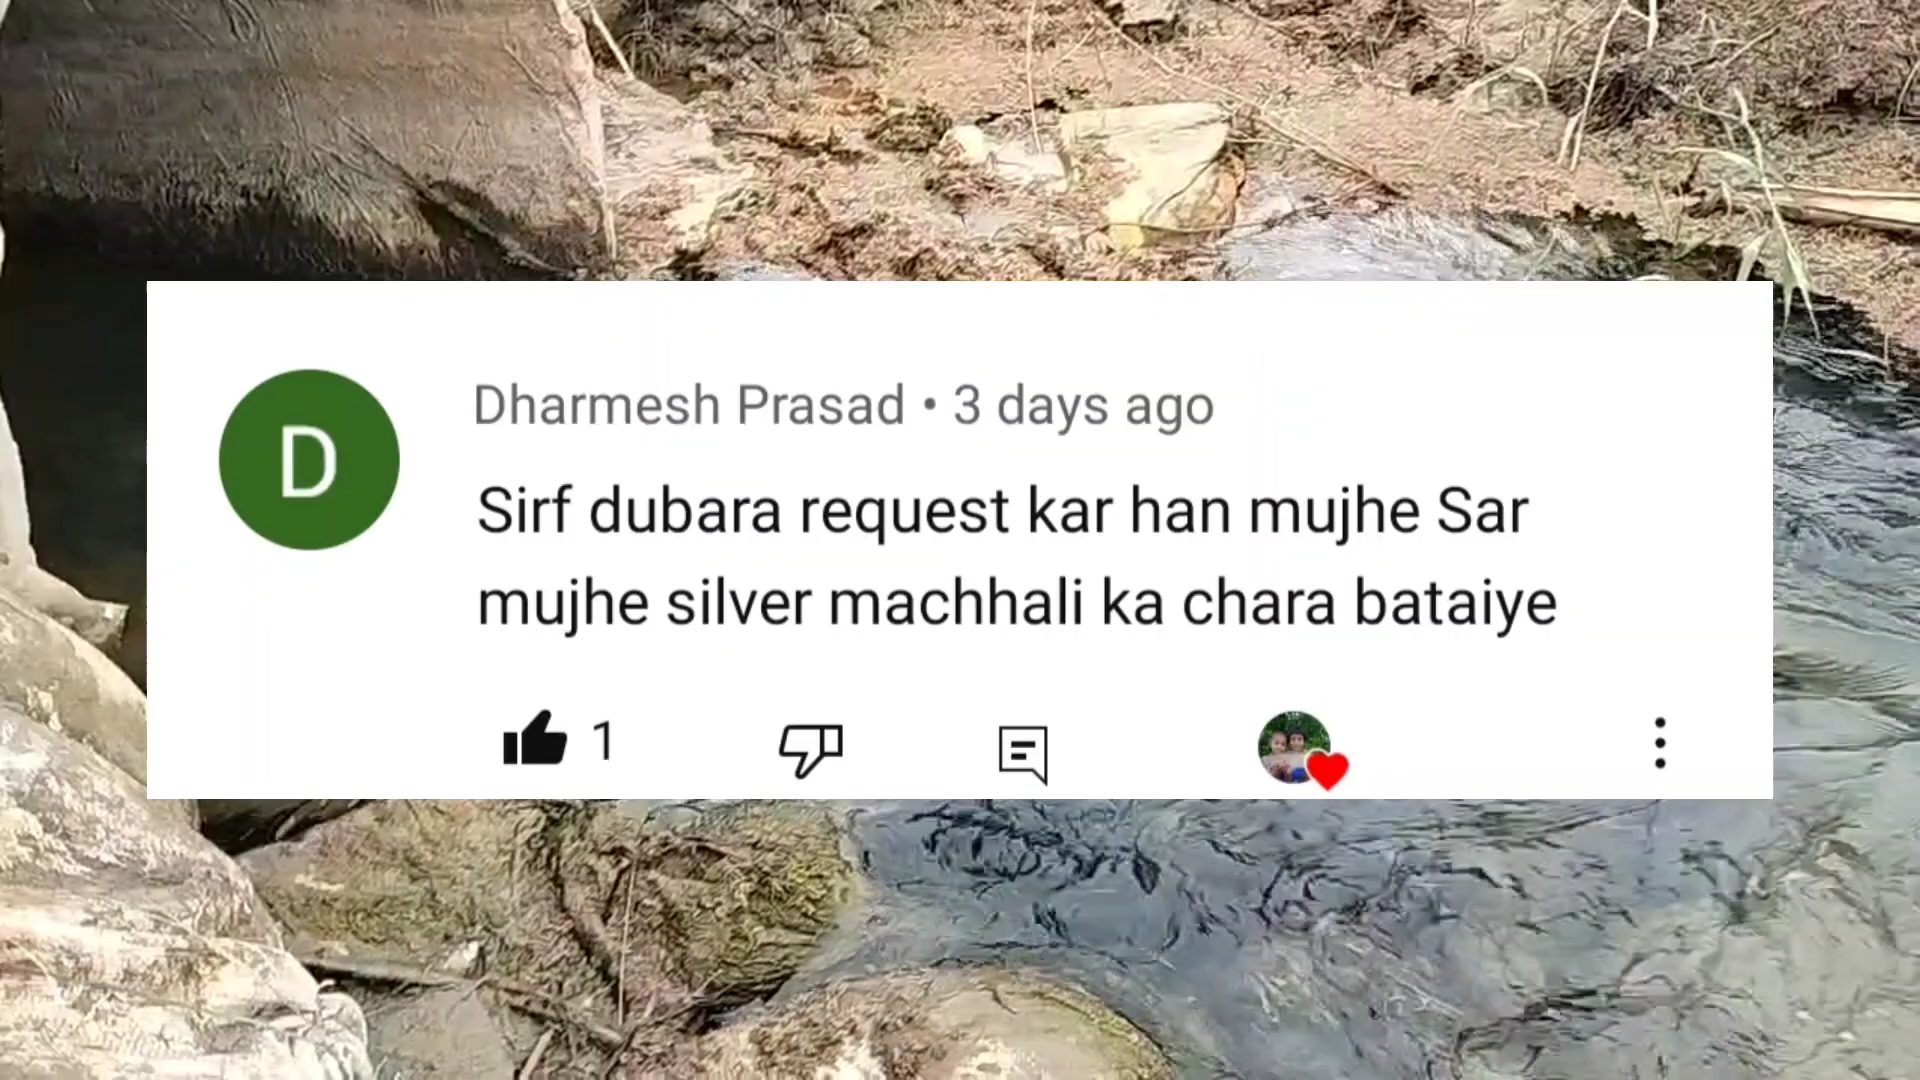 D
Dharmesh Prasad • 3 days ago
Sirf dubara request kar han mujhe Sar
mujhe silver machhali ka chara bataiye
1